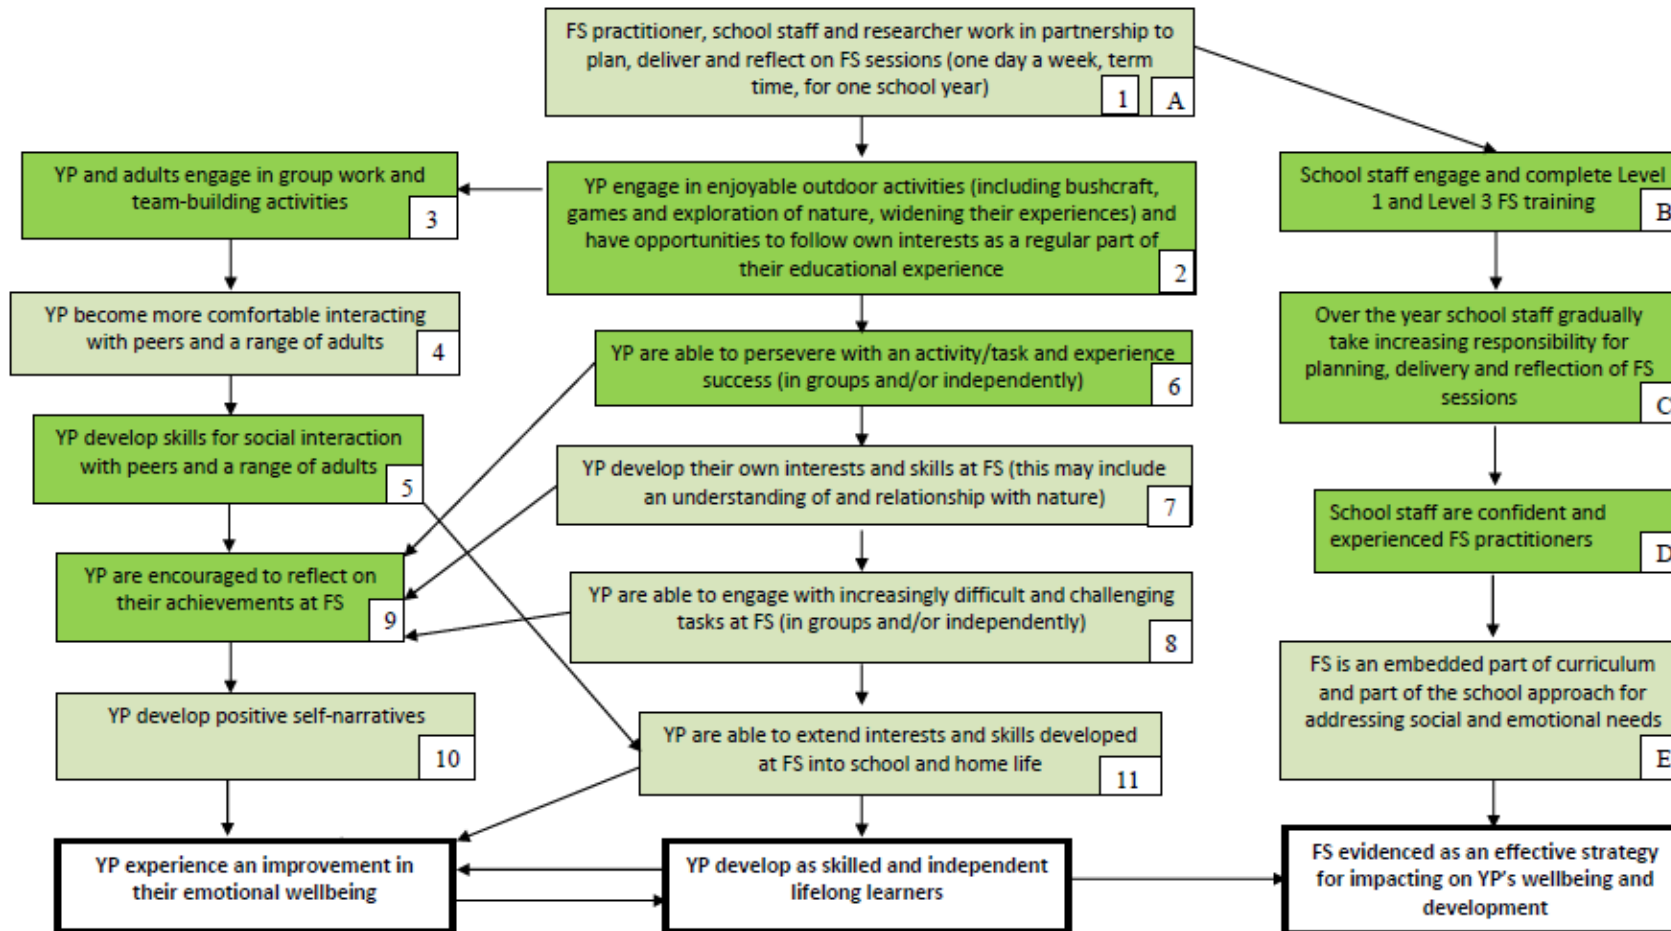 FS practitioner, school staff and researcher work in partnership to
plan, deliver and reflect on FS sessions (one day a week, term
time, for one school year)
1
A
YP and adults engage in group work and
team-building activities
3
YP engage in enjoyable outdoor activities (including bushcraft,
games and exploration of nature, widening their experiences) and
have opportunities to follow own interests as a regular part of
their educational experience
2
School staff engage and complete Level
1 and Level 3 FS training
B
YP become more comfortable interacting
with peers and a range of adults
4
YP are able to persevere with an activity/task and experience
success (in groups and/or independently)
6
Over the year school staff gradually
take increasing responsibility for
planning, delivery and reflection of FS
sessions
C
YP develop skills for social interaction
with peers and a range of adults
5
YP develop their own interests and skills at FS (this may include
an understanding of and relationship with nature)
7
School staff are confident and
experienced FS practitioners
D
YP are encouraged to reflect on
their achievements at FS
9
YP are able to engage with increasingly difficult and challenging
tasks at FS (in groups and/or independently)
8
FS is an embedded part of curriculum
and part of the school approach for
addressing social and emotional needs
E
YP develop positive self-narratives
10
YP are able to extend interests and skills developed
at FS into school and home life
11
YP experience an improvement in
their emotional wellbeing
YP develop as skilled and independent
lifelong learners
FS evidenced as an effective strategy
for impacting on YP's wellbeing and
development